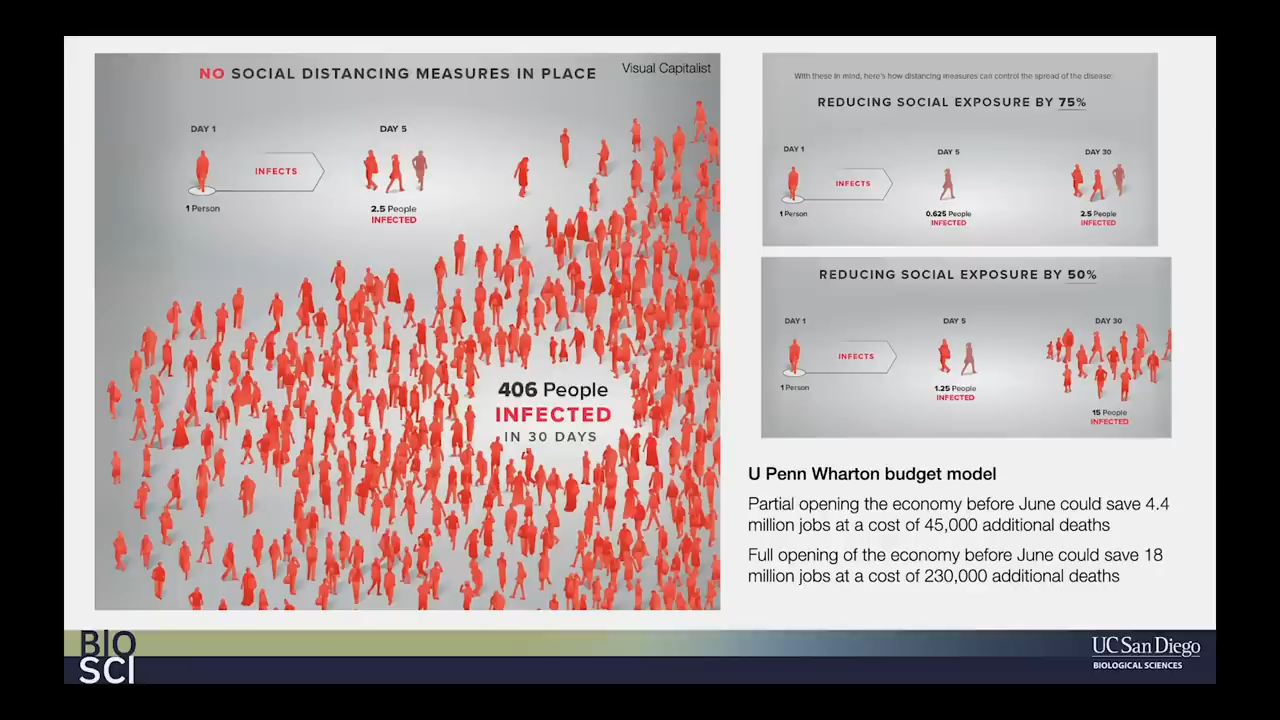 NO SOCIAL DISTANCING MEASURES IN PLACE
Visual Capitalist
DAY 1
DAY 5
INFECTS
1 Person
2.5 People
INFECTED
406 People
INFECTED
IN 30 DAYS
With these in mind, here's how distancing measures can control the spread of the disease:
REDUCING SOCIAL EXPOSURE BY 75%
DAY 1
DAY 5
DAY 30
INFECTS
1 Person
0.625 People
INFECTED
2.5 People
INFECTED
REDUCING SOCIAL EXPOSURE BY 50%
DAY 1
DAY 5
DAY 30
INFECTS
1 Person
1.25 People
INFECTED
15 People
INFECTED
U Penn Wharton budget model
Partial opening the economy before June could save 4.4
million jobs at a cost of 45,000 additional deaths
Full opening of the economy before June could save 18
million jobs at a cost of 230,000 additional deaths
BIO
SCI
UC San Diego
BIOLOGICAL SCIENCES